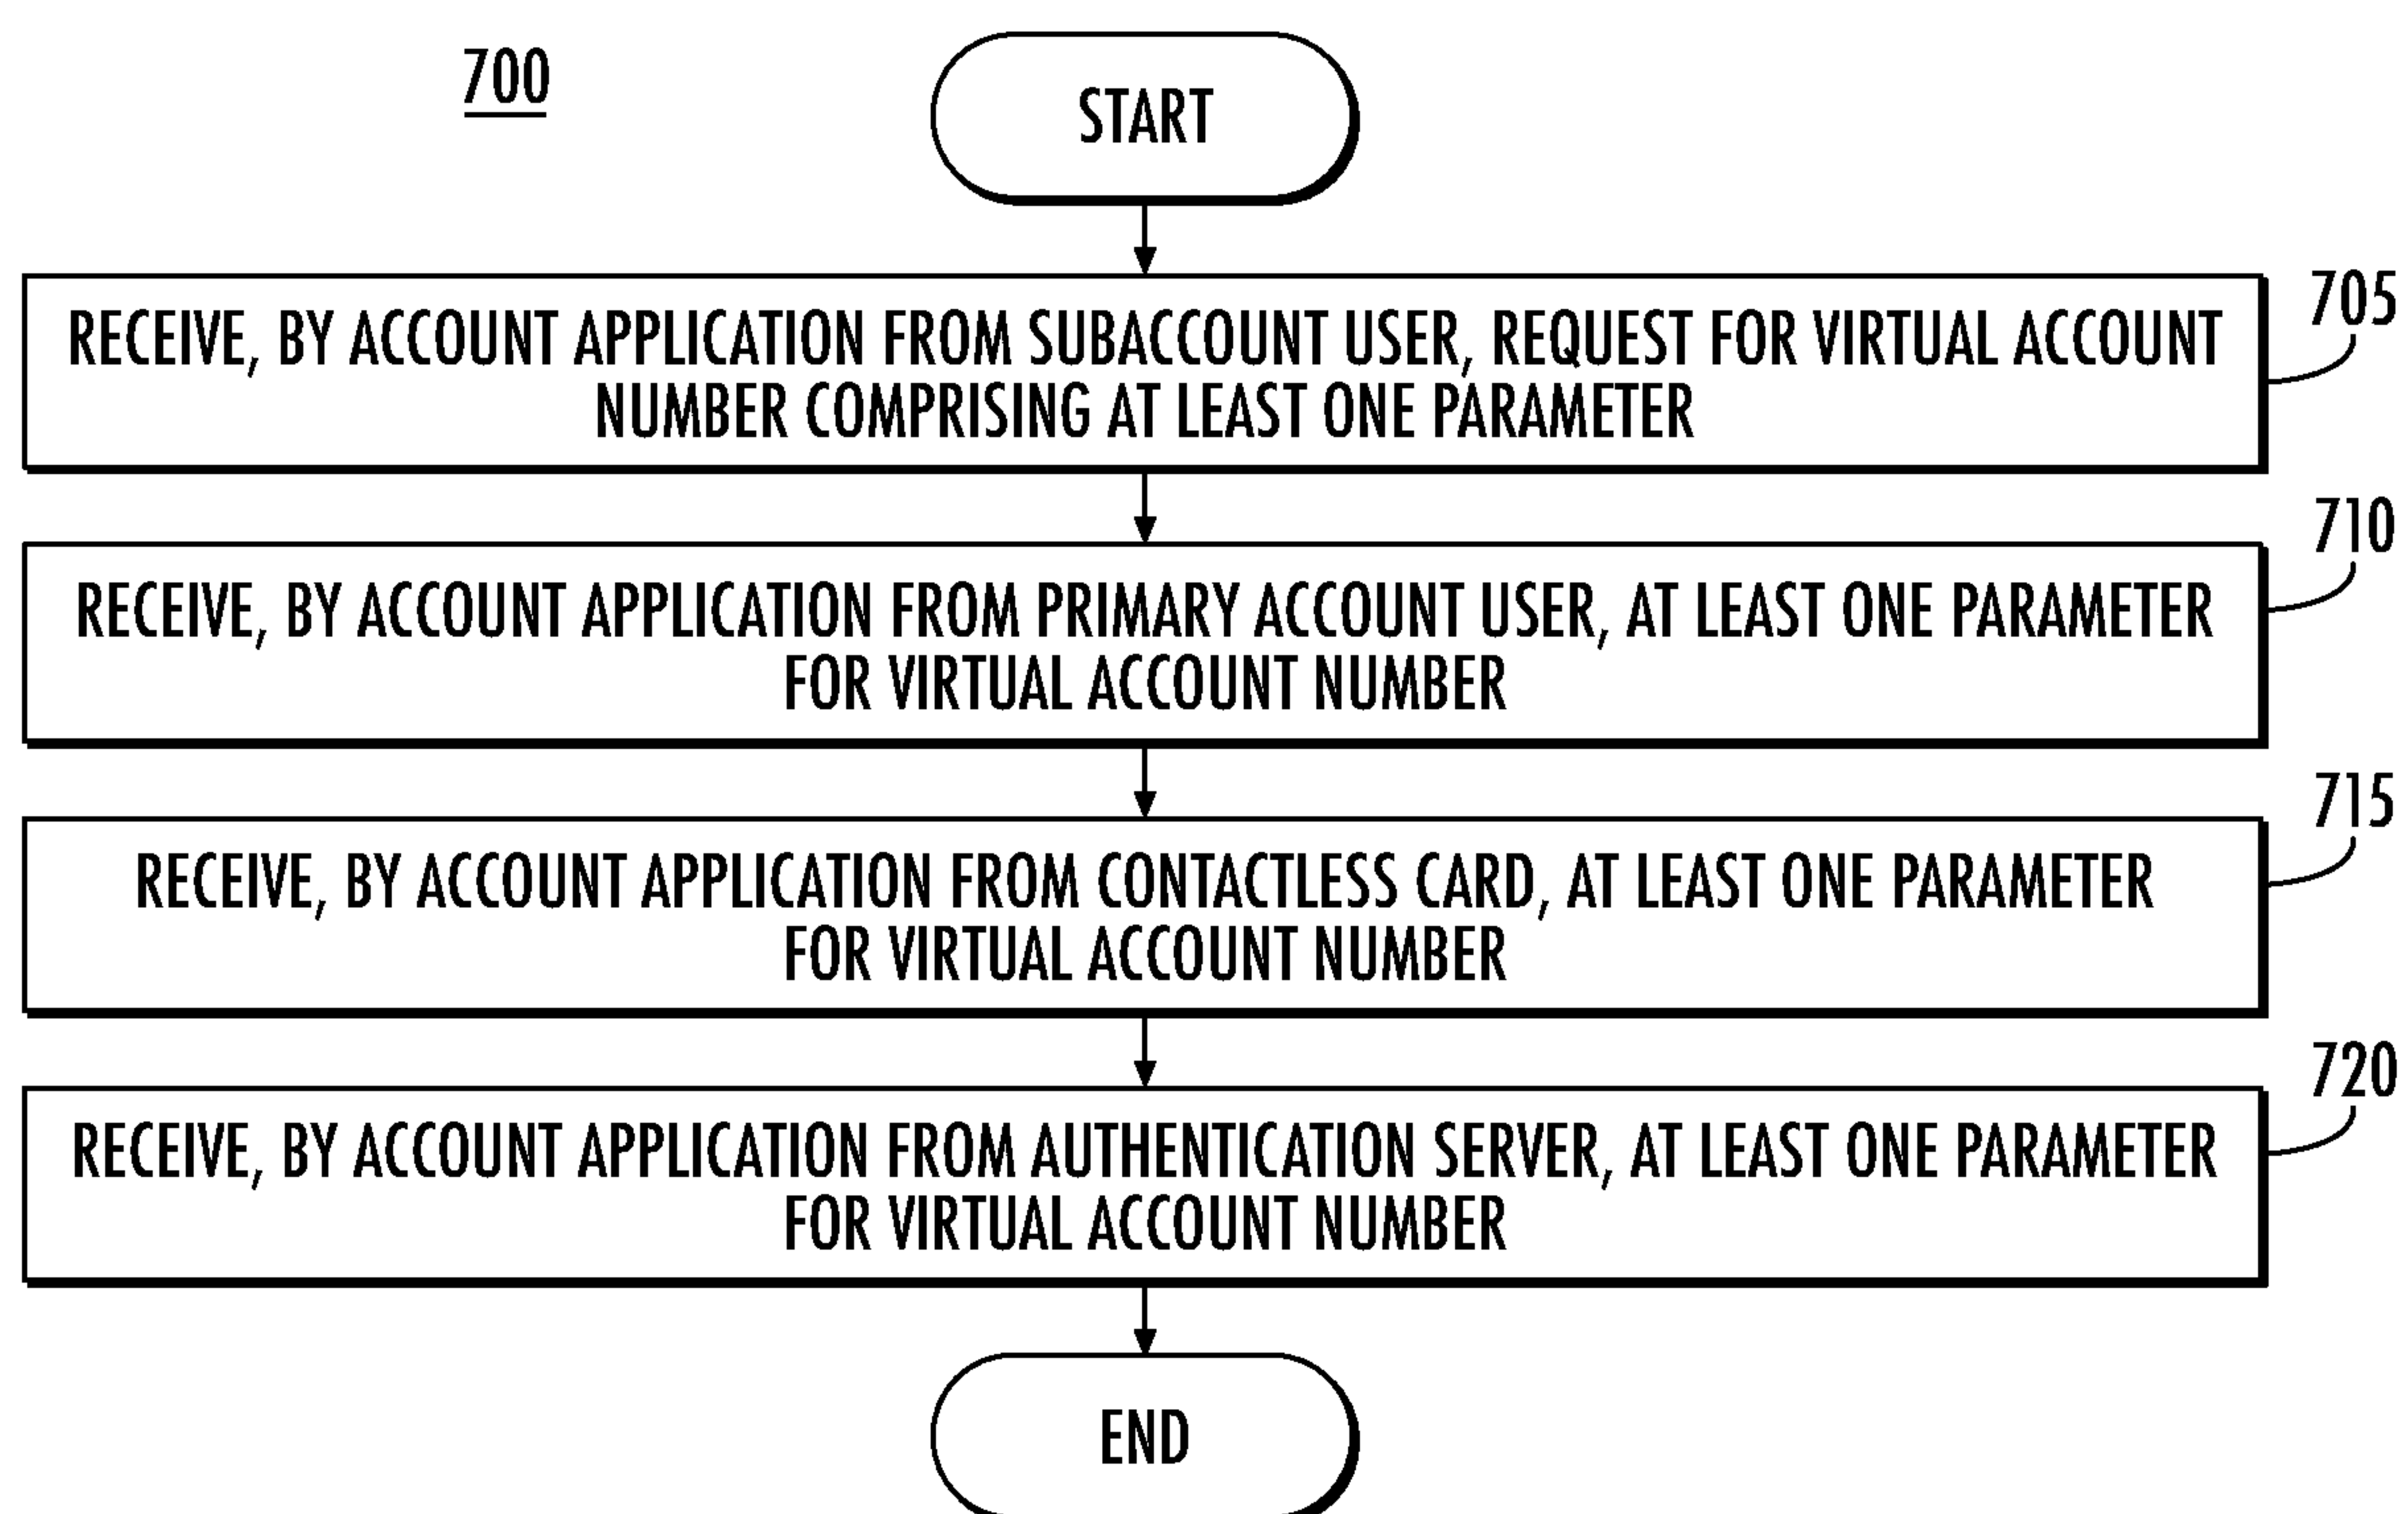 700
START
705
RECEIVE, BY ACCOUNT APPLICATION FROM SUBACCOUNT USER, REQUEST FOR VIRTUAL ACCOUNT
NUMBER COMPRISING AT LEAST ONE PARAMETER
710
RECEIVE, BY ACCOUNT APPLICATION FROM PRIMARY ACCOUNT USER, AT LEAST ONE PARAMETER
FOR VIRTUAL ACCOUNT NUMBER
715
RECEIVE, BY ACCOUNT APPLICATION FROM CONTACTLESS CARD, AT LEAST ONE PARAMETER
FOR VIRTUAL ACCOUNT NUMBER
720
RECEIVE, BY ACCOUNT APPLICATION FROM AUTHENTICATION SERVER, AT LEAST ONE PARAMETER
FOR VIRTUAL ACCOUNT NUMBER
END